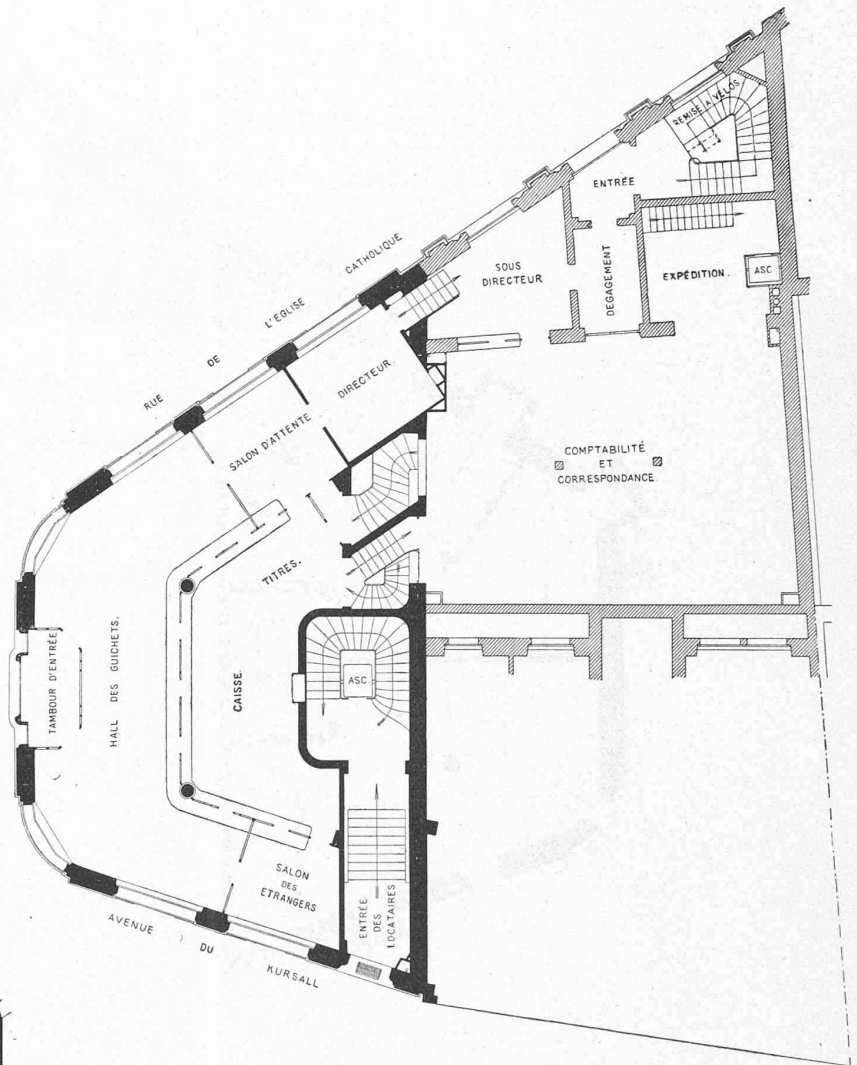 REMISE A VÉLOS
ENTRÉE
SOUS
DIRECTEUR
DÉGAGEMENT
EXPÉDITION.
ASC
RUE DE L'EGLISE CATHOLIQUE
DIRECTEUR.
SALON D'ATTENTE
COMPTABILITÉ
ET
CORRESPONDANCE
TITRES.
TAMBOUR D'ENTRÉE
HALL DES GUICHETS.
CAISSE.
ASC.
SALON
DES
ETRANGERS
ENTRÉE
DES
LOCATAIRES
AVENUE DU KURSALL